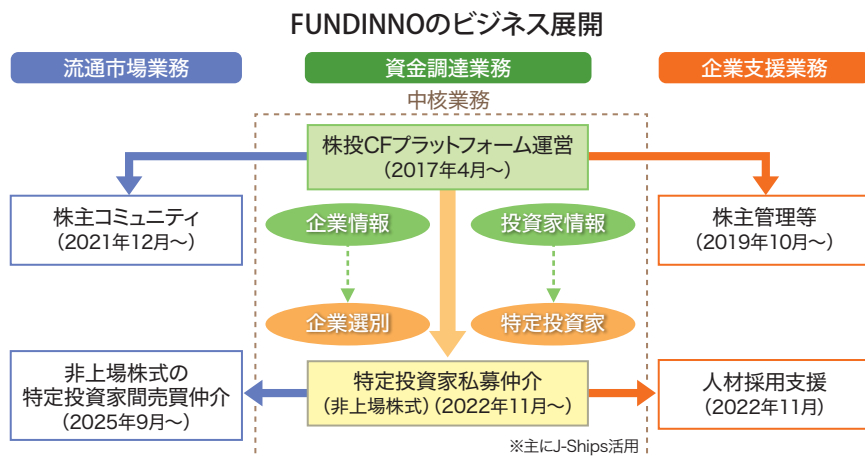 FUNDINNOのビジネス展開
流通市場業務
資金調達業務
企業支援業務
中核業務
株投CFプラットフォーム運営
（2017年4月～）
株主コミュニティ
（2021年12月～）
企業情報
投資家情報
株主管理等
（2019年10月～）
企業選別
特定投資家
非上場株式の
特定投資家間売買仲介
（2025年9月～）
特定投資家私募仲介
（非上場株式）（2022年11月～）
人材採用支援
（2022年11月）
※主にJ-Ships活用